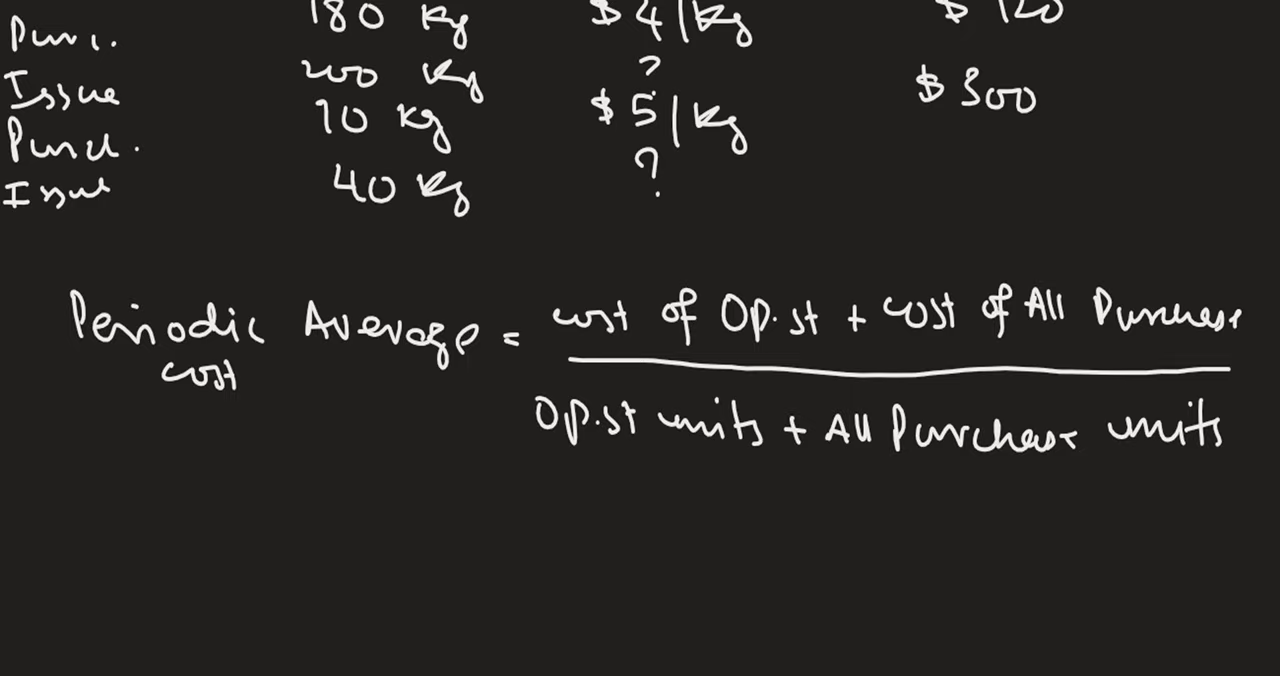 Purc. 180 Kg $ 4/Kg $ 720
Issue 200 Kg ? $ 300
Purch. 70 Kg $ 5/Kg
Issue 40 Kg ?
Periodic Average = cost of Op.st + cost of All Purchase
cost
Op.st units + All Purchase units